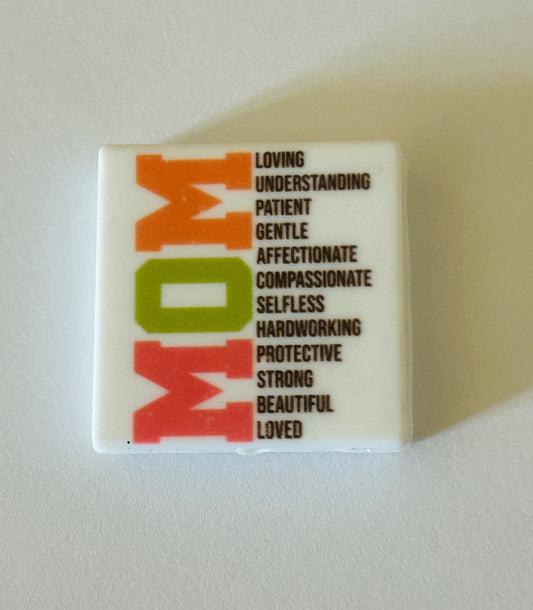 MOM
LOVING
UNDERSTANDING
PATIENT
GENTLE
AFFECTIONATE
COMPASSIONATE
SELFLESS
HARDWORKING
PROTECTIVE
STRONG
BEAUTIFUL
LOVED